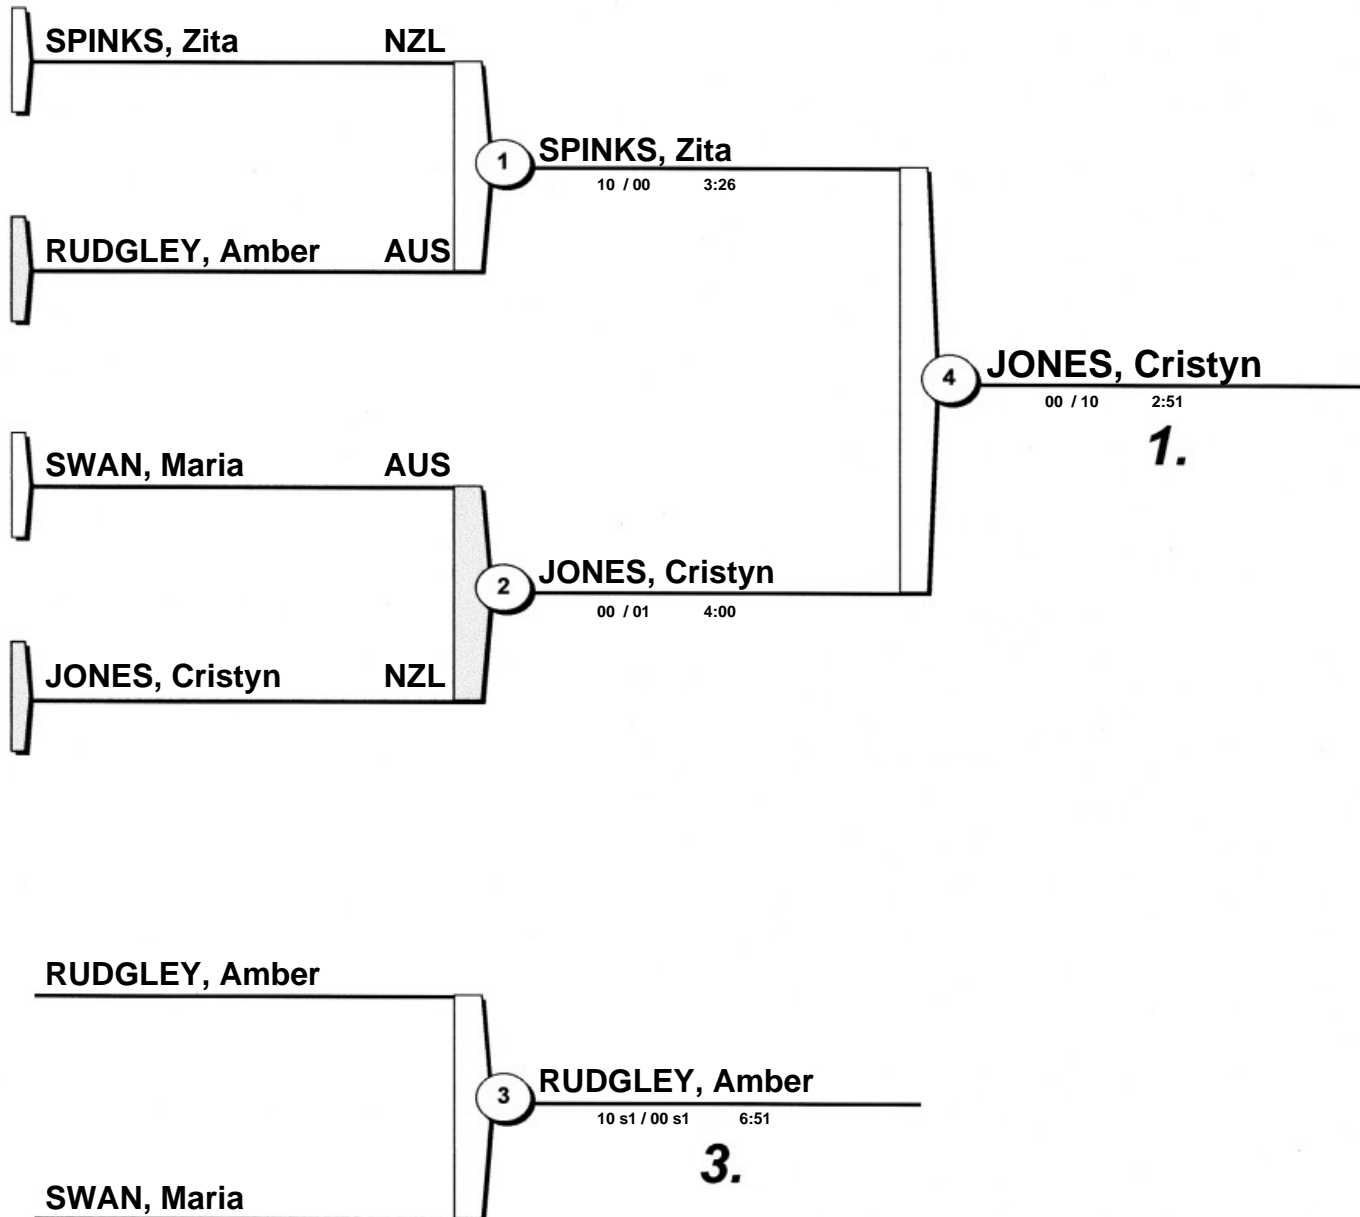 SPINKS, Zita NZL
1 SPINKS, Zita
10 / 00 3:26
RUDGLEY, Amber AUS
4 JONES, Cristyn
00 / 10 2:51
1.
SWAN, Maria AUS
2 JONES, Cristyn
00 / 01 4:00
JONES, Cristyn NZL
RUDGLEY, Amber
3 RUDGLEY, Amber
10 s1 / 00 s1 6:51
3.
SWAN, Maria